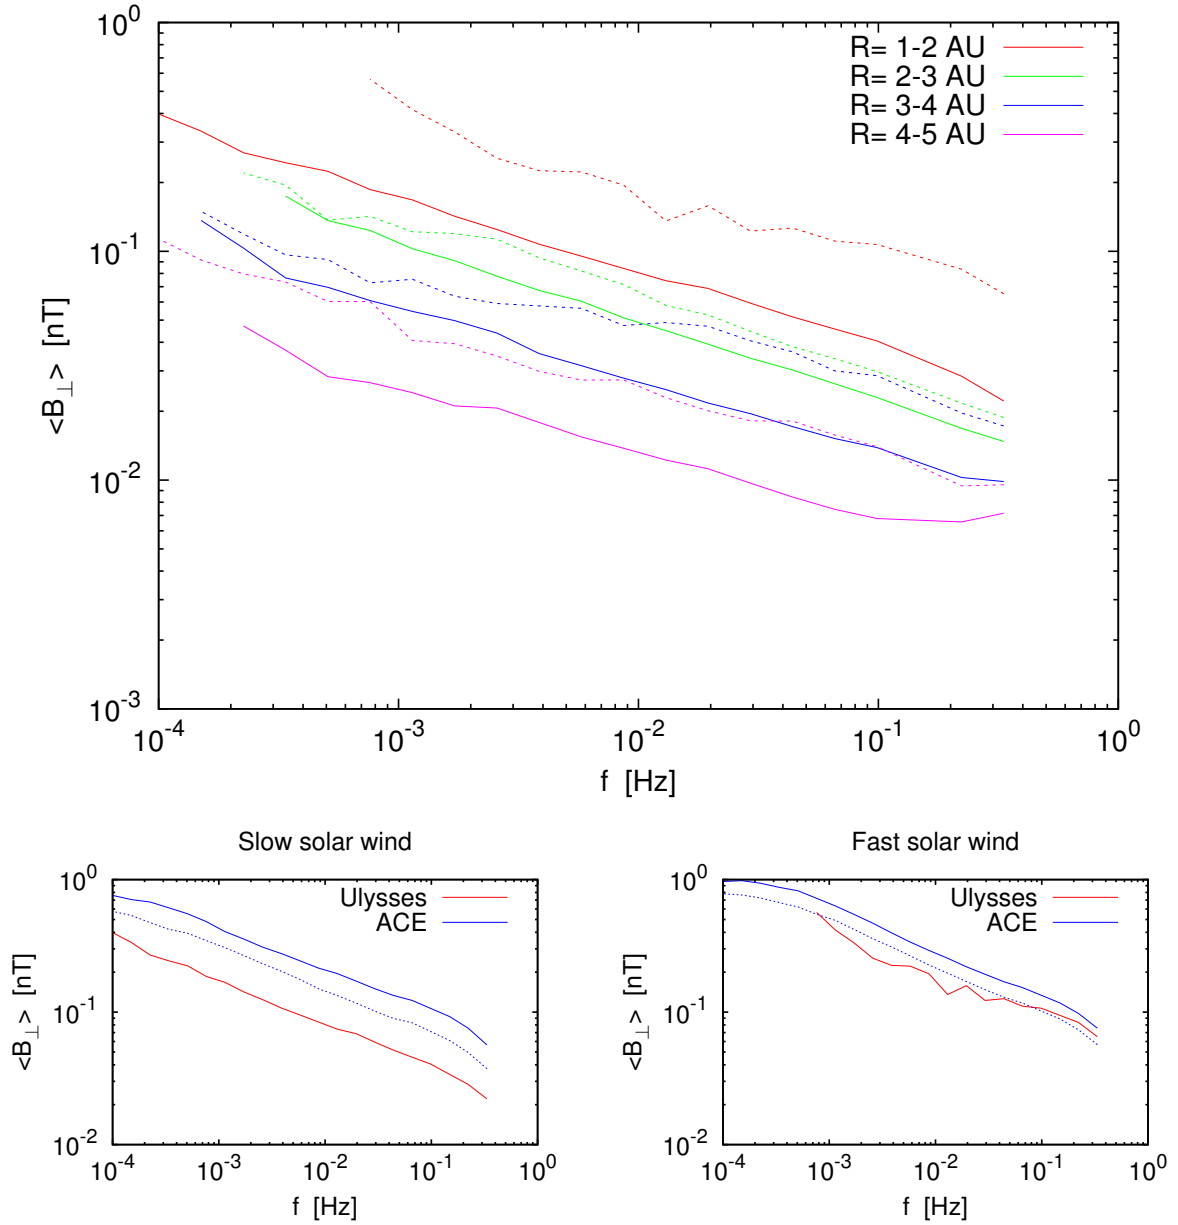 R= 1-2 AU
R= 2-3 AU
R= 3-4 AU
R= 4-5 AU
10^0
10^-1
10^-2
10^-3
<B_⊥> [nT]
10^-4 10^-3 10^-2 10^-1 10^0
f [Hz]
Slow solar wind
Ulysses
ACE
10^0
10^-1
10^-2
<B_⊥> [nT]
10^-4 10^-3 10^-2 10^-1 10^0
f [Hz]
Fast solar wind
Ulysses
ACE
10^0
10^-1
10^-2
<B_⊥> [nT]
10^-4 10^-3 10^-2 10^-1 10^0
f [Hz]